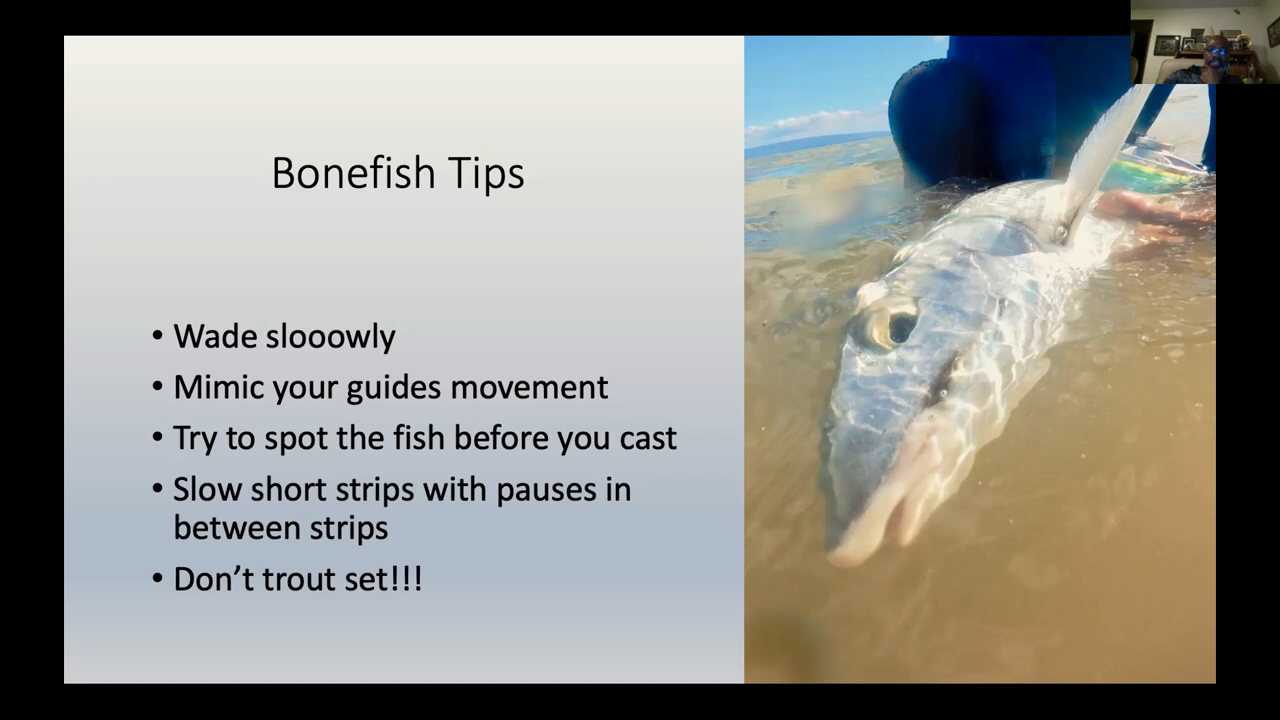 Bonefish Tips
• Wade slooowly
• Mimic your guides movement
• Try to spot the fish before you cast
• Slow short strips with pauses in
between strips
• Don’t trout set!!!